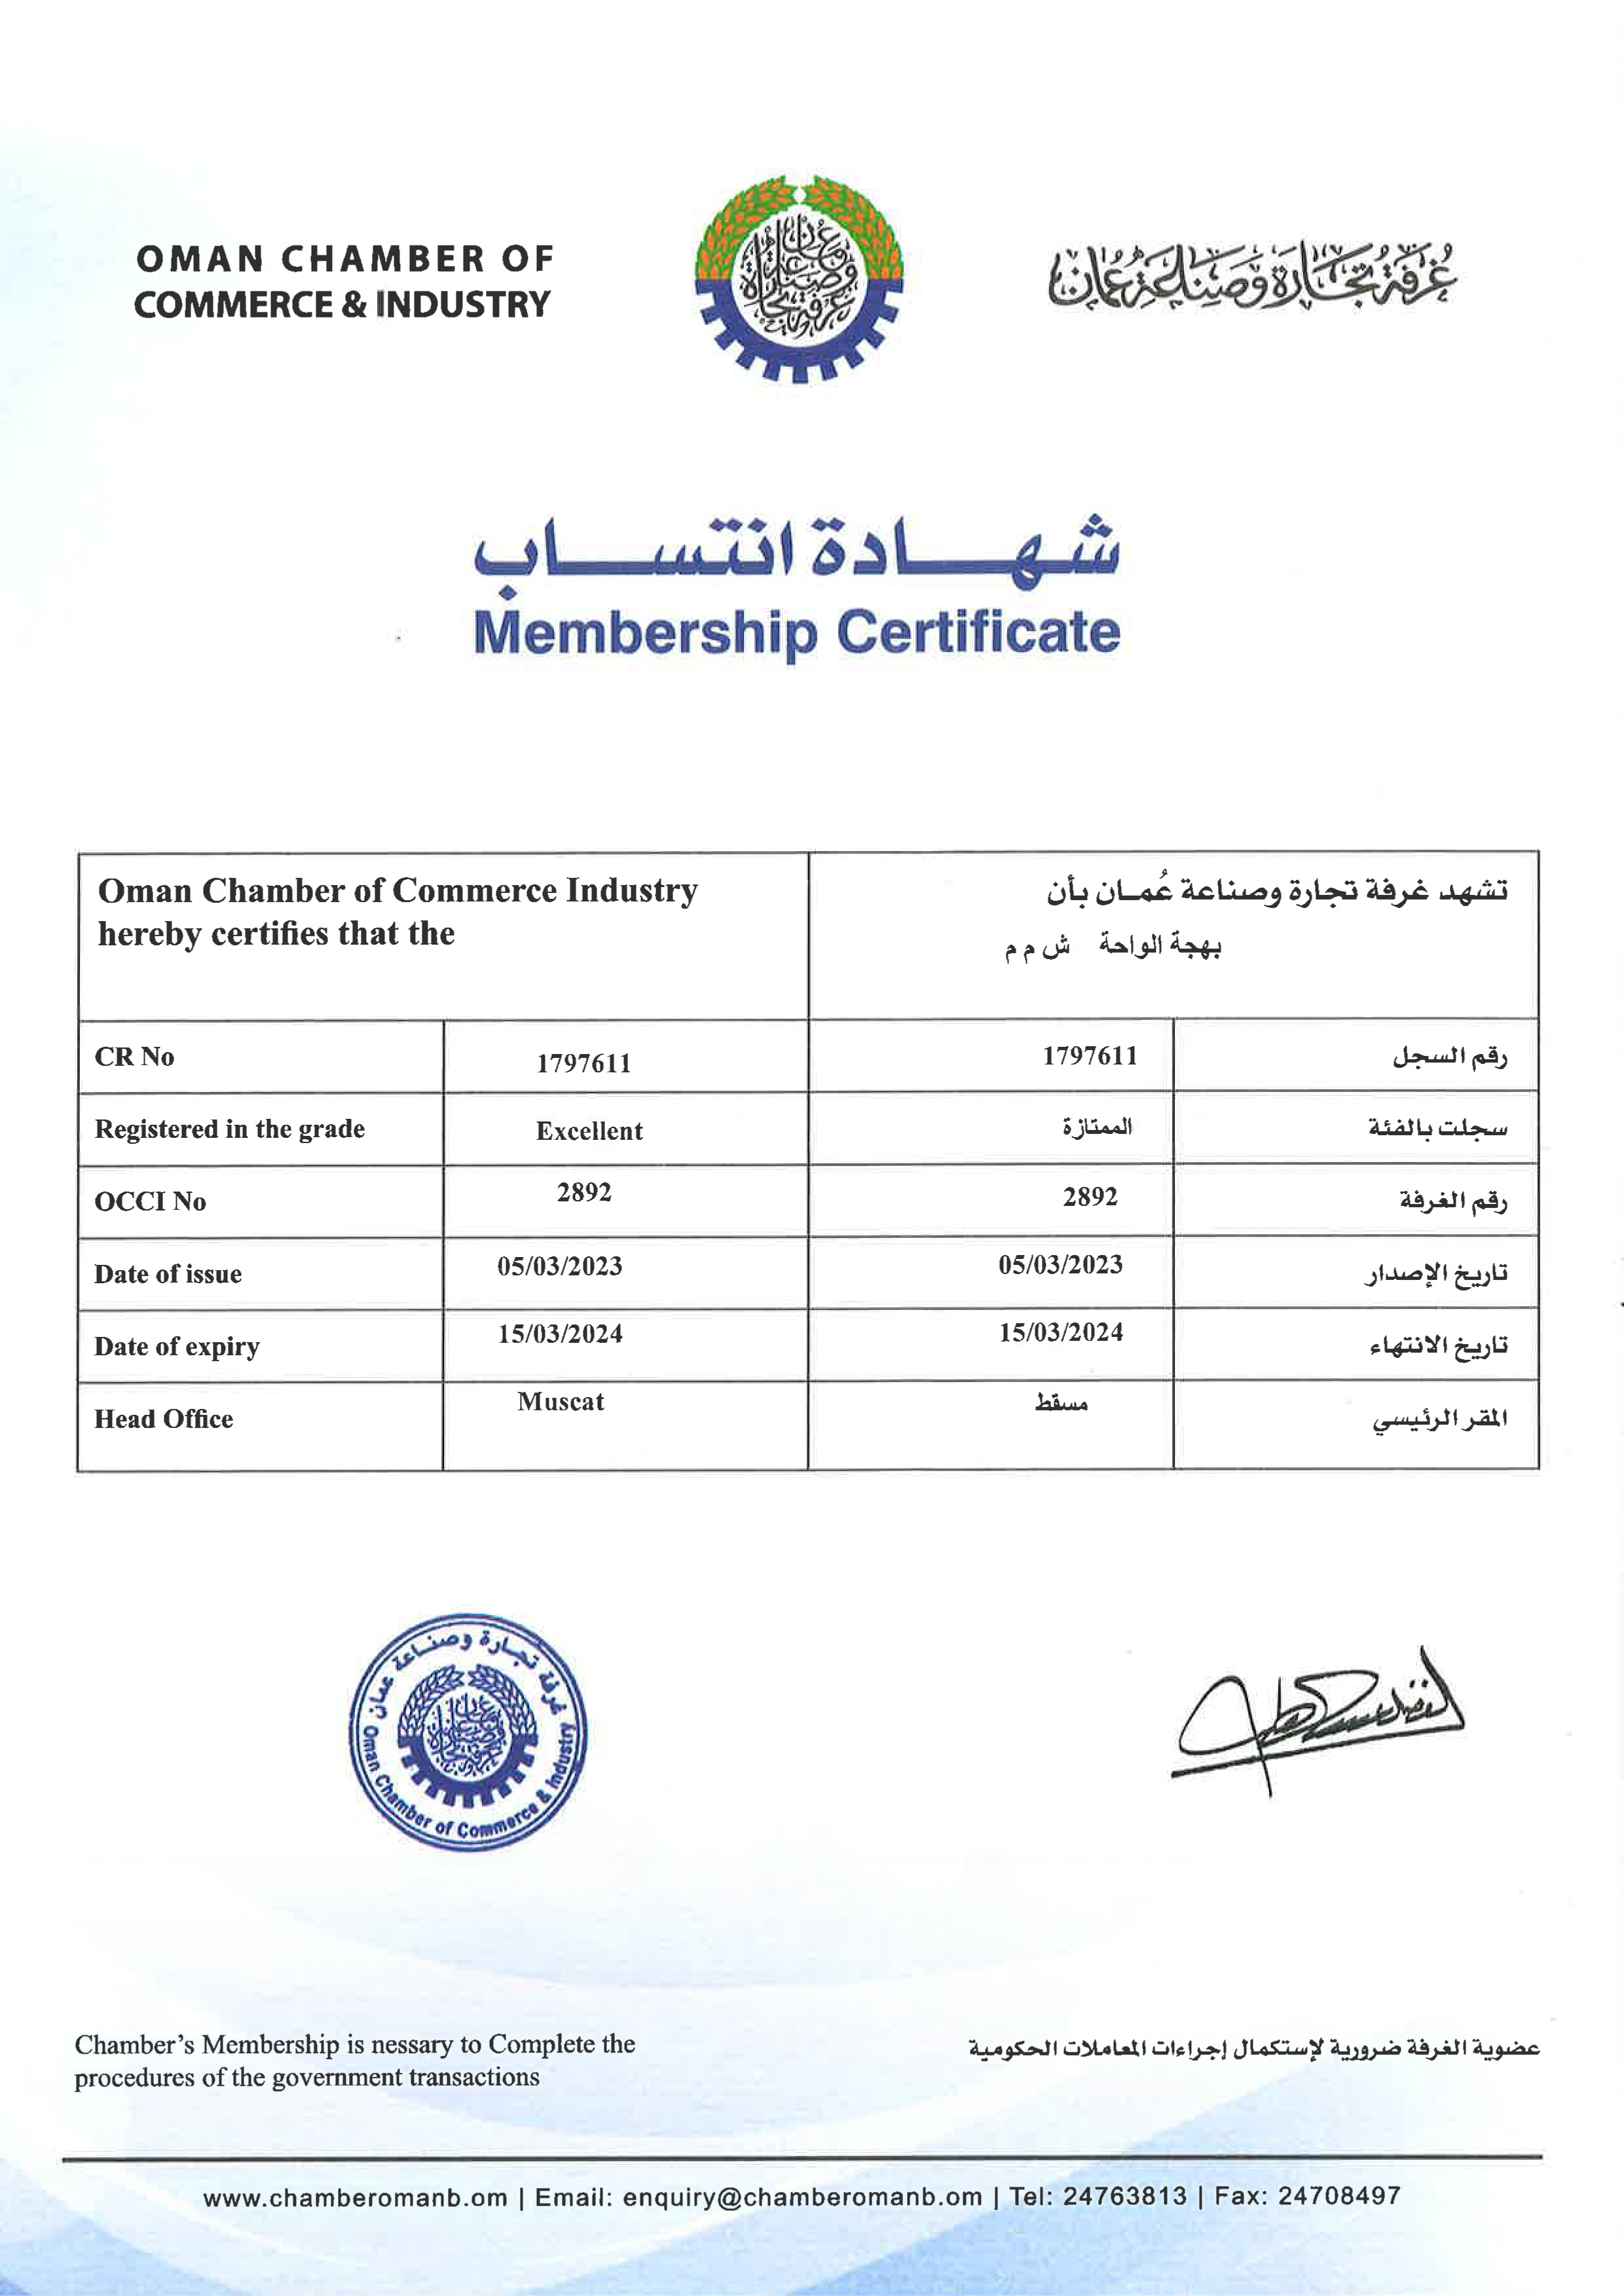 OMAN CHAMBER OF
COMMERCE & INDUSTRY
غُرفة تجارة وصناعة عُمان
شهادة انتساب
Membership Certificate
Oman Chamber of Commerce Industry
hereby certifies that the
تشهد غرفة تجارة وصناعة عُمان بأن
بهجة الواحة ش م م
CR No 1797611 1797611 رقم السجل
Registered in the grade Excellent الممتازة سجلت بالفئة
OCCI No 2892 2892 رقم الغرفة
Date of issue 05/03/2023 05/03/2023 تاريخ الإصدار
Date of expiry 15/03/2024 15/03/2024 تاريخ الانتهاء
Head Office Muscat مسقط المقر الرئيسي
غرفة تجارة وصناعة عمان
Oman Chamber of Commerce & Industry
Chamber’s Membership is nessary to Complete the
procedures of the government transactions
عضوية الغرفة ضرورية لإستكمال إجراءات المعاملات الحكومية
www.chamberomanb.om | Email: enquiry@chamberomanb.om | Tel: 24763813 | Fax: 24708497